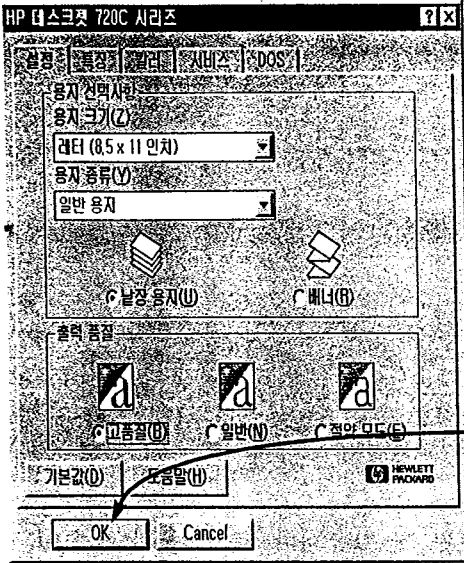 HP 데스크젯 720C 시리즈
설정 특징 컬러 서비스 DOS
용지 선택사항
용지 크기(Z)
레터 (8,5 x 11 인치)
용지 종류(Y)
일반 용지
낱장 용지(U) 배너(R)
출력 품질
고품질(B) 일반(N) 절약 모드(E)
기본값(D) 도움말(H) HEWLETT
PACKARD
OK Cancel